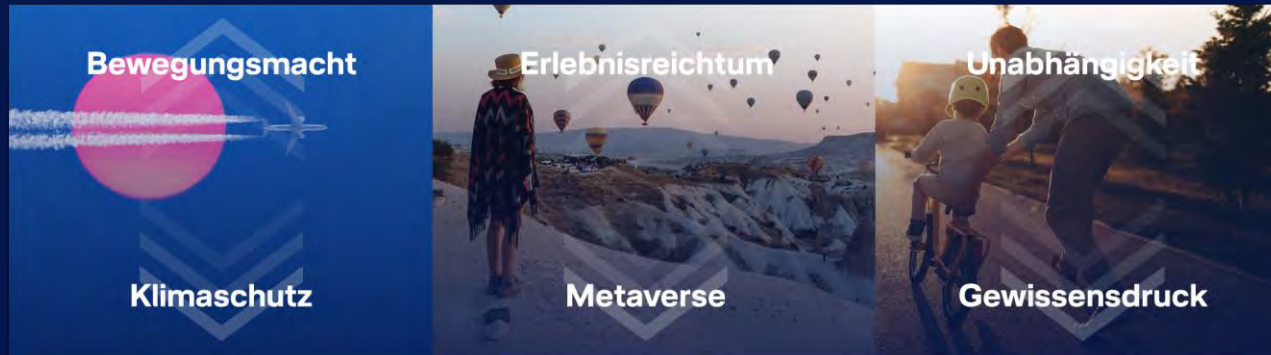 Bewegungsmacht
Klimaschutz
Erlebnisreichtum
Metaverse
Unabhängigkeit
Gewissensdruck